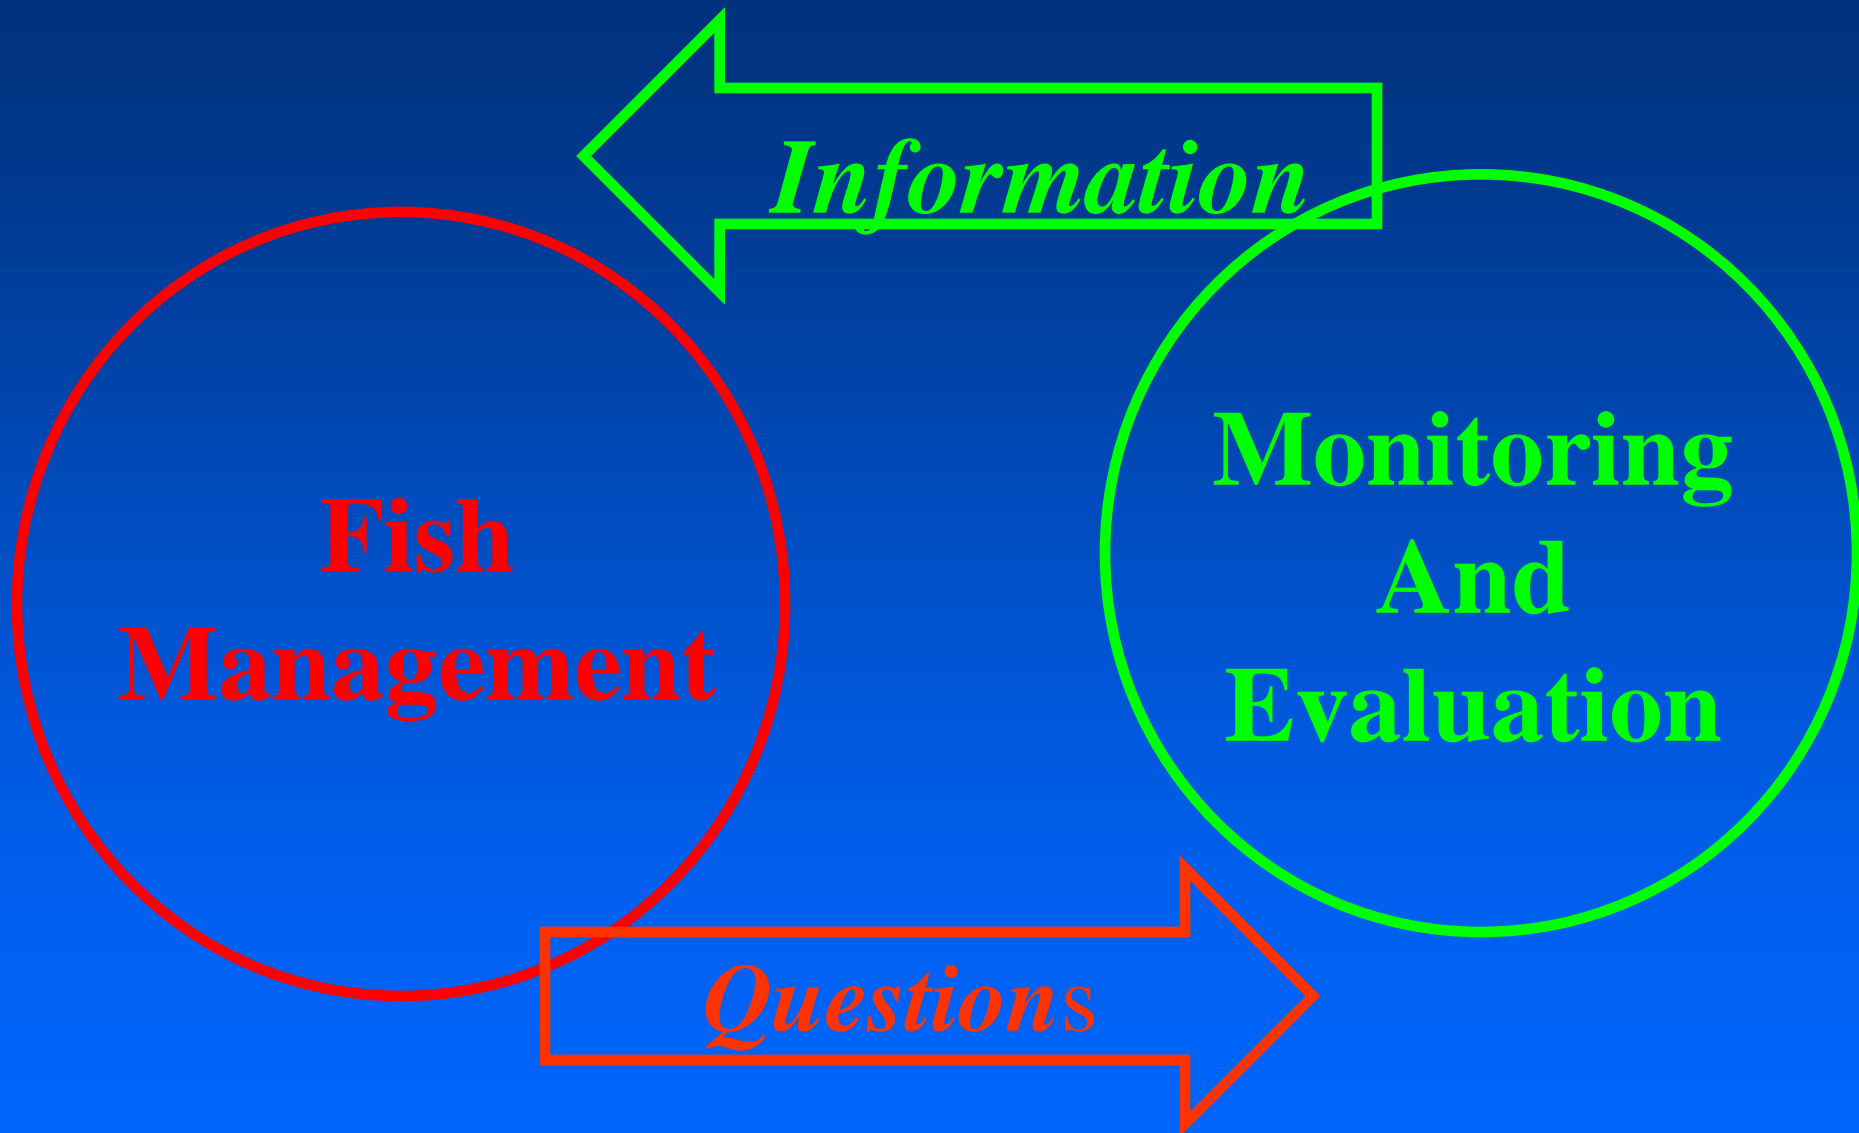 Information
Fish
Management
Monitoring
And
Evaluation
Questions